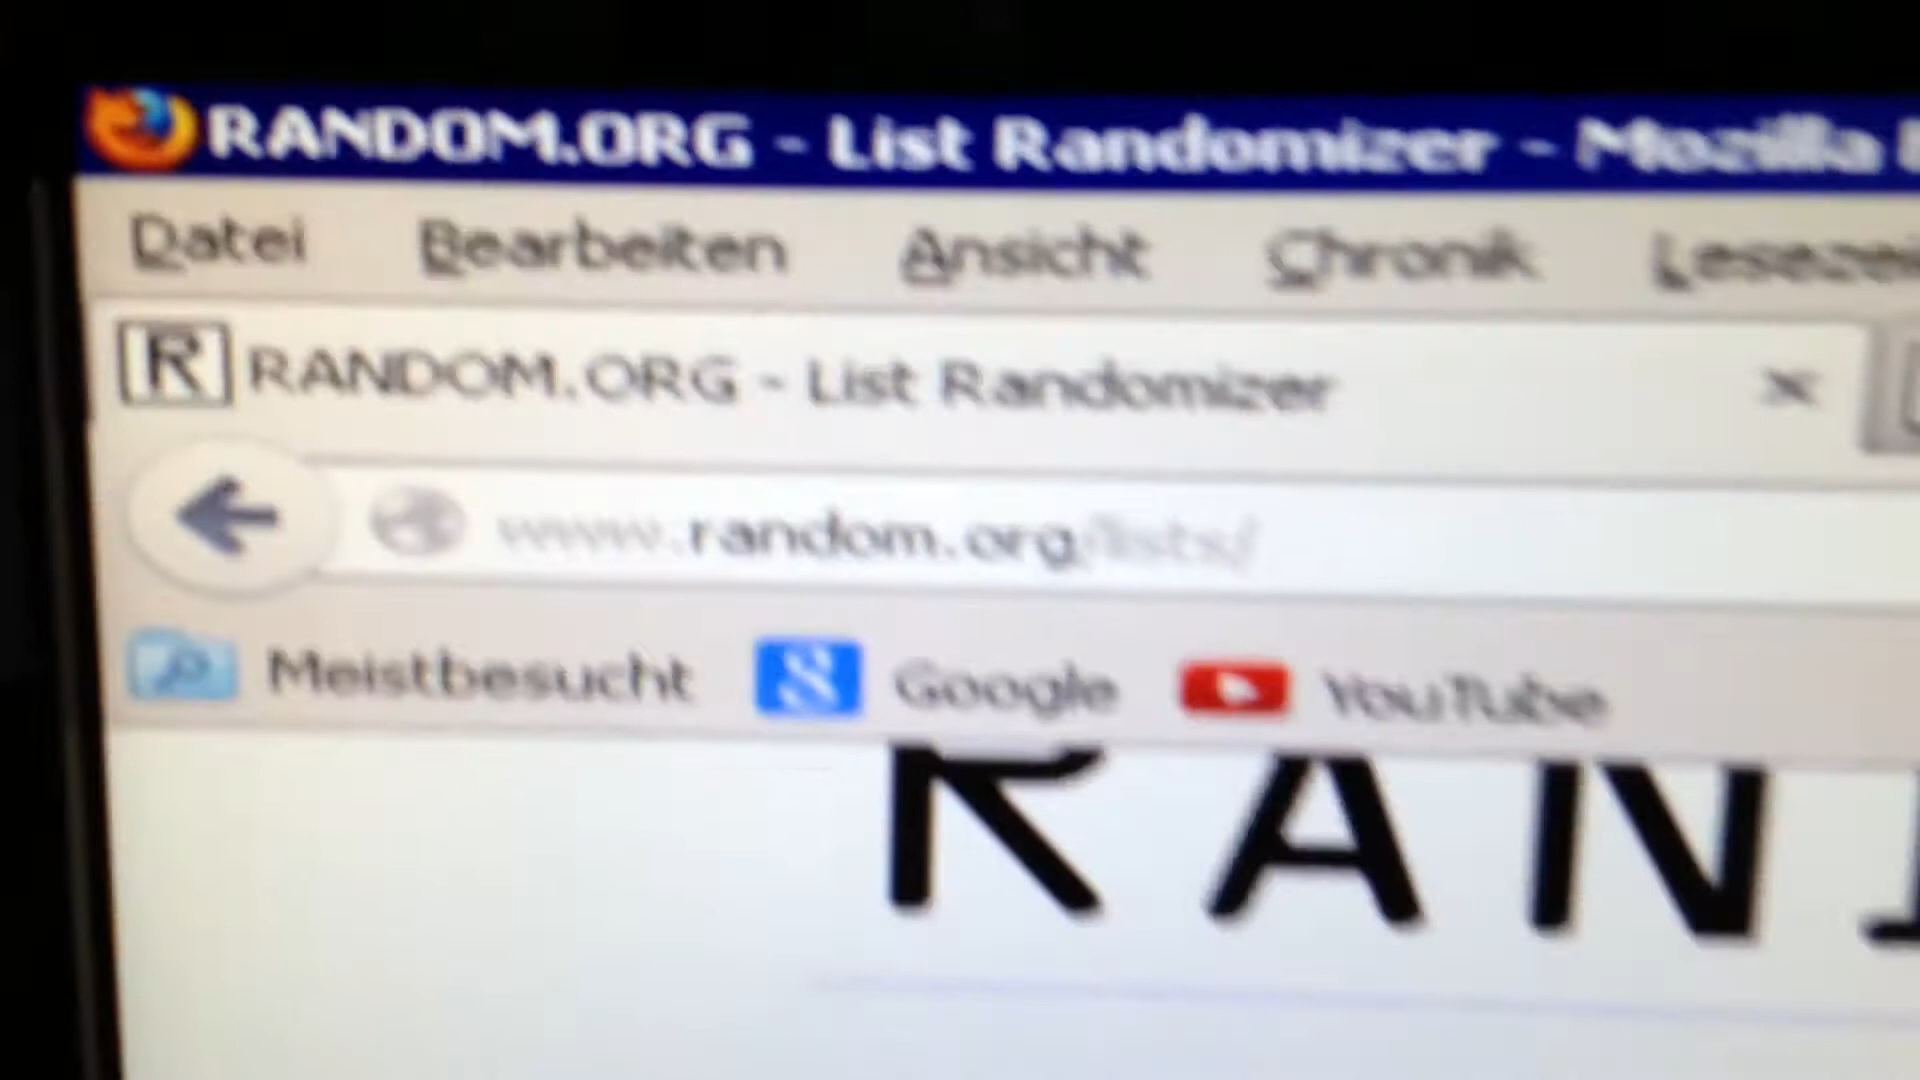 RANDOM.ORG - List Randomizer - Mozilla
Datei Bearbeiten Ansicht Chronik
R RANDOM.ORG - List Randomizer
www.random.org/lists/
Meistbesucht Google YouTube
RAN